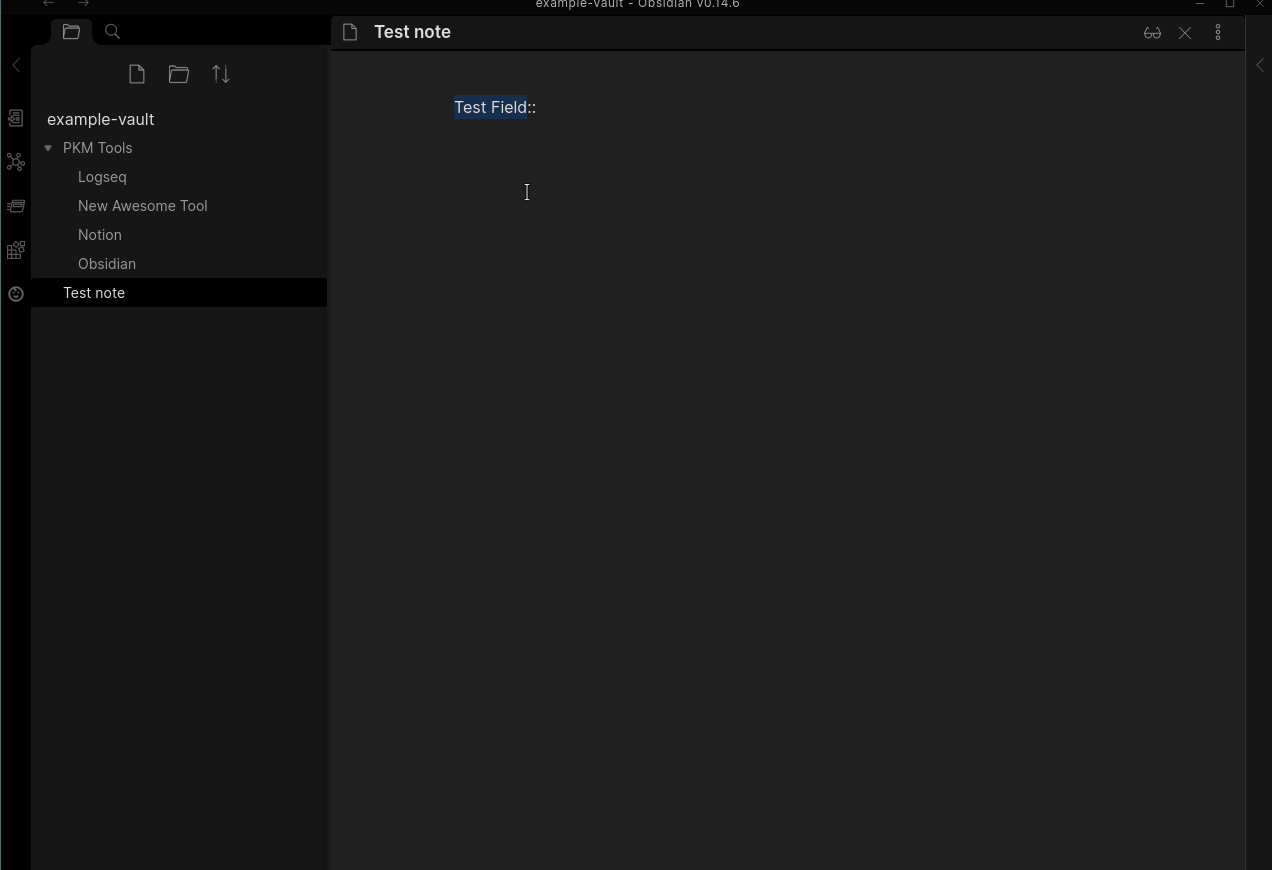 example-vault - Obsidian v0.14.6
Test note
example-vault
PKM Tools
Logseq
New Awesome Tool
Notion
Obsidian
Test note
Test Field::